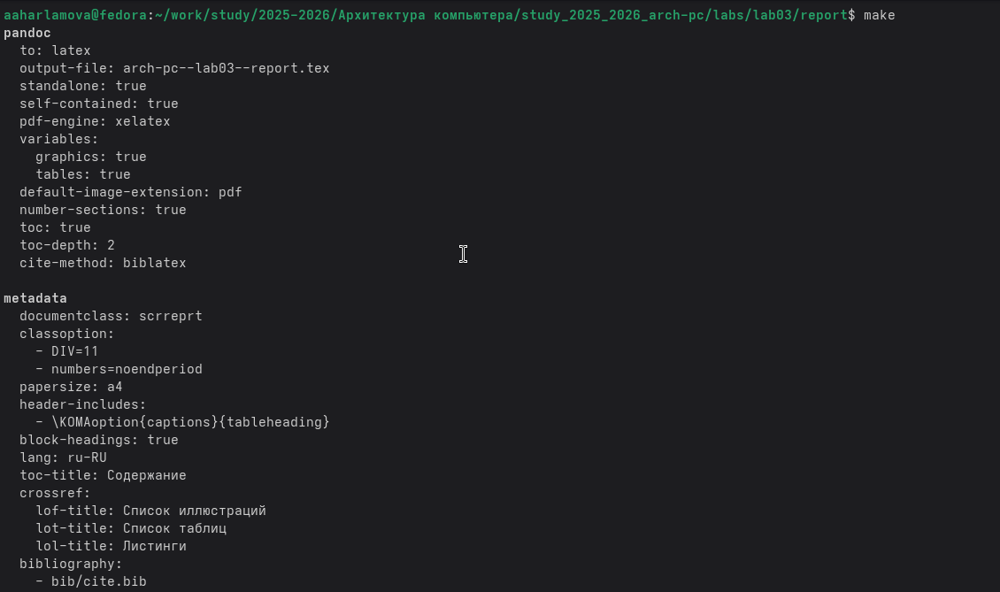 aaharlamova@fedora:~/work/study/2025-2026/Архитектура компьютера/study_2025_2026_arch-pc/labs/lab03/report$ make
pandoc
  to: latex
  output-file: arch-pc--lab03--report.tex
  standalone: true
  self-contained: true
  pdf-engine: xelatex
  variables:
    graphics: true
    tables: true
  default-image-extension: pdf
  number-sections: true
  toc: true
  toc-depth: 2
  cite-method: biblatex

metadata
  documentclass: scrreprt
  classoption:
    - DIV=11
    - numbers=noendperiod
  papersize: a4
  header-includes:
    - \KOMAoption{captions}{tableheading}
  block-headings: true
  lang: ru-RU
  toc-title: Содержание
  crossref:
    lof-title: Список иллюстраций
    lot-title: Список таблиц
    lol-title: Листинги
  bibliography:
    - bib/cite.bib